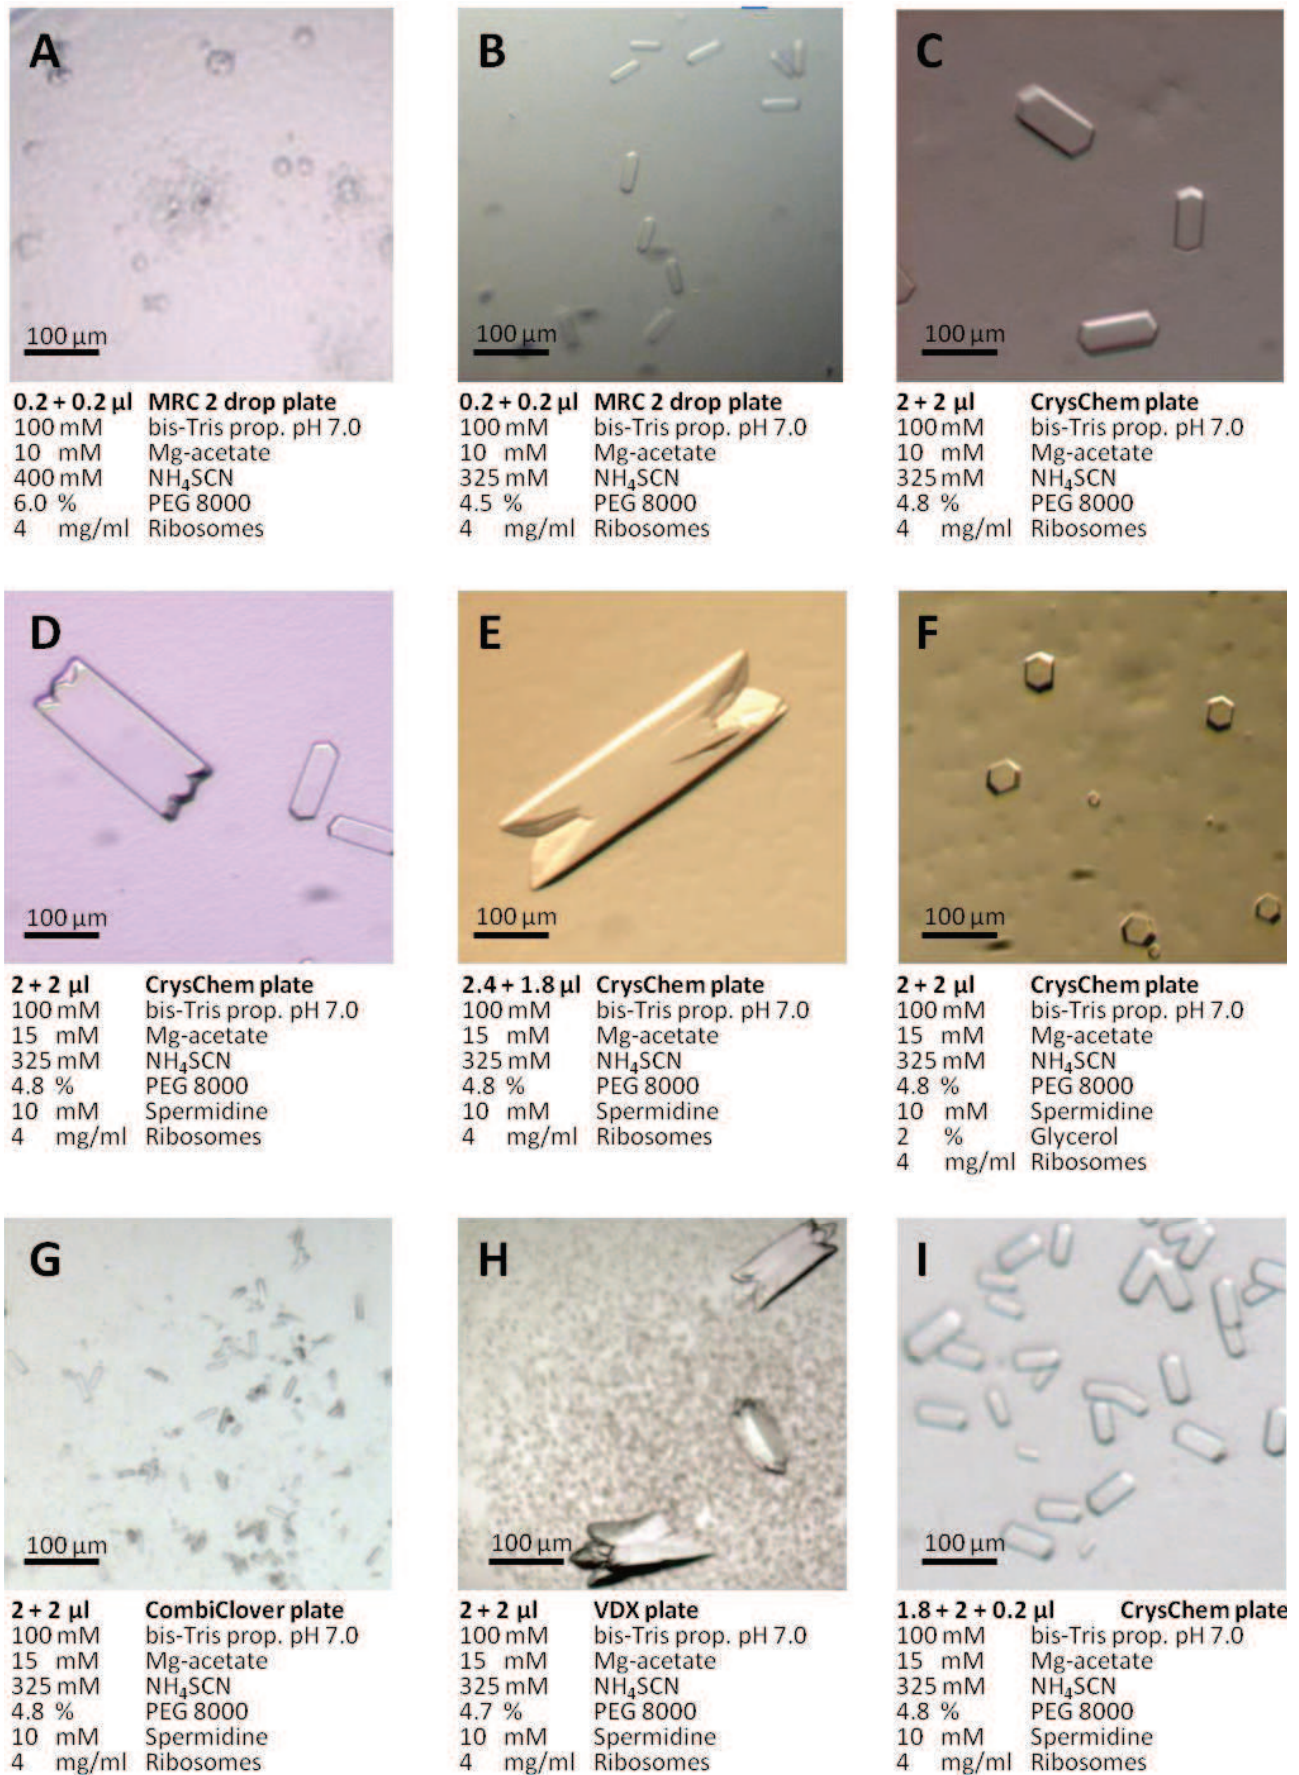 A
100 µm
0.2 + 0.2 µl MRC 2 drop plate
100 mM bis-Tris prop. pH 7.0
10 mM Mg-acetate
400 mM NH₄SCN
6.0 % PEG 8000
4 mg/ml Ribosomes
B
100 µm
0.2 + 0.2 µl MRC 2 drop plate
100 mM bis-Tris prop. pH 7.0
10 mM Mg-acetate
325 mM NH₄SCN
4.5 % PEG 8000
4 mg/ml Ribosomes
C
100 µm
2 + 2 µl CrysChem plate
100 mM bis-Tris prop. pH 7.0
10 mM Mg-acetate
325 mM NH₄SCN
4.8 % PEG 8000
4 mg/ml Ribosomes
D
100 µm
2 + 2 µl CrysChem plate
100 mM bis-Tris prop. pH 7.0
15 mM Mg-acetate
325 mM NH₄SCN
4.8 % PEG 8000
10 mM Spermidine
4 mg/ml Ribosomes
E
100 µm
2.4 + 1.8 µl CrysChem plate
100 mM bis-Tris prop. pH 7.0
15 mM Mg-acetate
325 mM NH₄SCN
4.8 % PEG 8000
10 mM Spermidine
4 mg/ml Ribosomes
F
100 µm
2 + 2 µl CrysChem plate
100 mM bis-Tris prop. pH 7.0
15 mM Mg-acetate
325 mM NH₄SCN
4.8 % PEG 8000
10 mM Spermidine
2 % Glycerol
4 mg/ml Ribosomes
G
100 µm
2 + 2 µl CombiClover plate
100 mM bis-Tris prop. pH 7.0
15 mM Mg-acetate
325 mM NH₄SCN
4.8 % PEG 8000
10 mM Spermidine
4 mg/ml Ribosomes
H
100 µm
2 + 2 µl VDX plate
100 mM bis-Tris prop. pH 7.0
15 mM Mg-acetate
325 mM NH₄SCN
4.7 % PEG 8000
10 mM Spermidine
4 mg/ml Ribosomes
I
100 µm
1.8 + 2 + 0.2 µl CrysChem plate
100 mM bis-Tris prop. pH 7.0
15 mM Mg-acetate
325 mM NH₄SCN
4.8 % PEG 8000
10 mM Spermidine
4 mg/ml Ribosomes